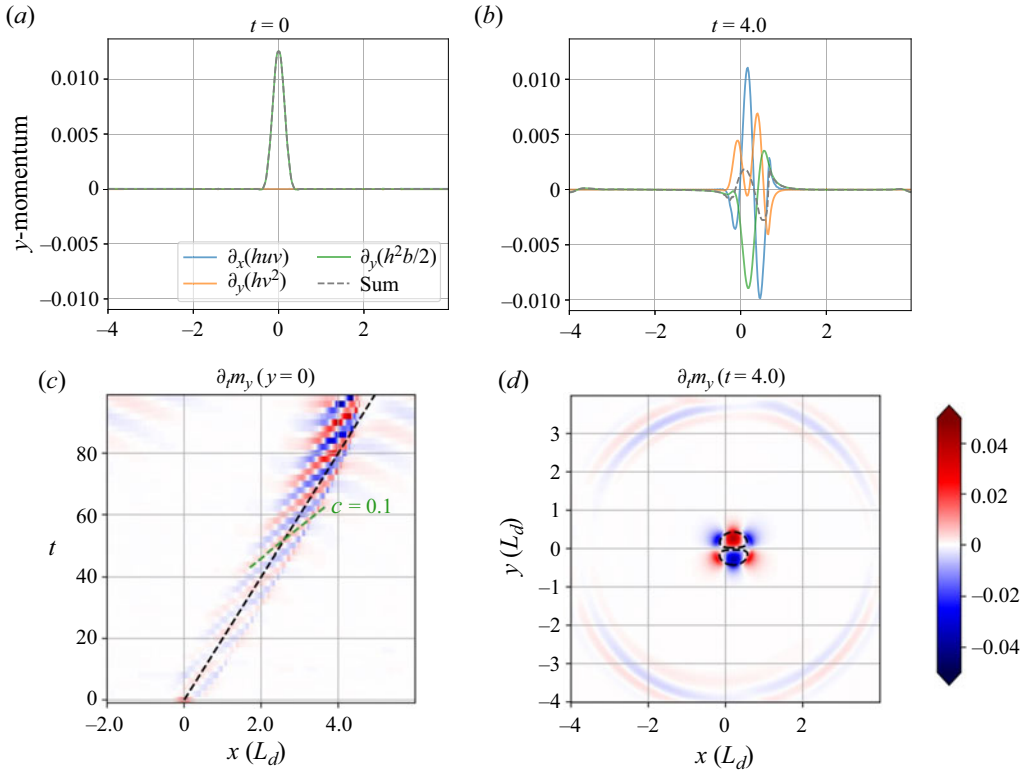 (a)
t = 0
(b)
t = 4.0
y-momentum
0.010
0.005
0
−0.005
−0.010
∂x(huv)
∂y(hv²)
∂y(h²b/2)
Sum
−4
−2
0
2
0.010
0.005
0
−0.005
−0.010
−4
−2
0
2
(c)
∂tmy (y = 0)
t
80
60
40
20
0
c = 0.1
−2.0
0
2.0
4.0
x (Ld)
(d)
∂tmy (t = 4.0)
y (Ld)
3
2
1
0
−1
−2
−3
−4
−4
−2
0
2
x (Ld)
0.04
0.02
0
−0.02
−0.04